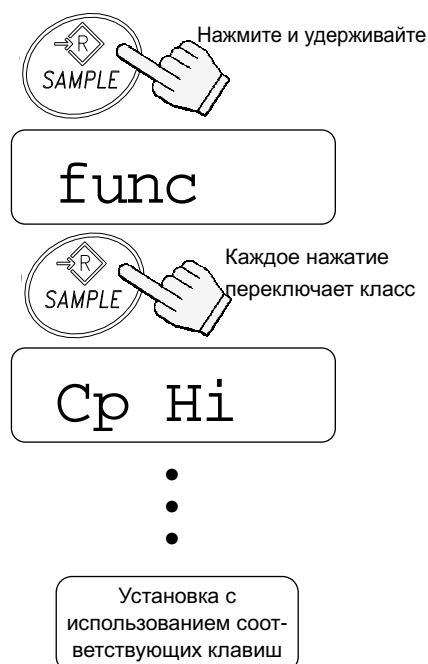 Нажмите и удерживайте
R
SAMPLE
func
Каждое нажатие
переключает класс
R
SAMPLE
Cp Hi
Установка с
использованием соот-
ветствующих клавиш